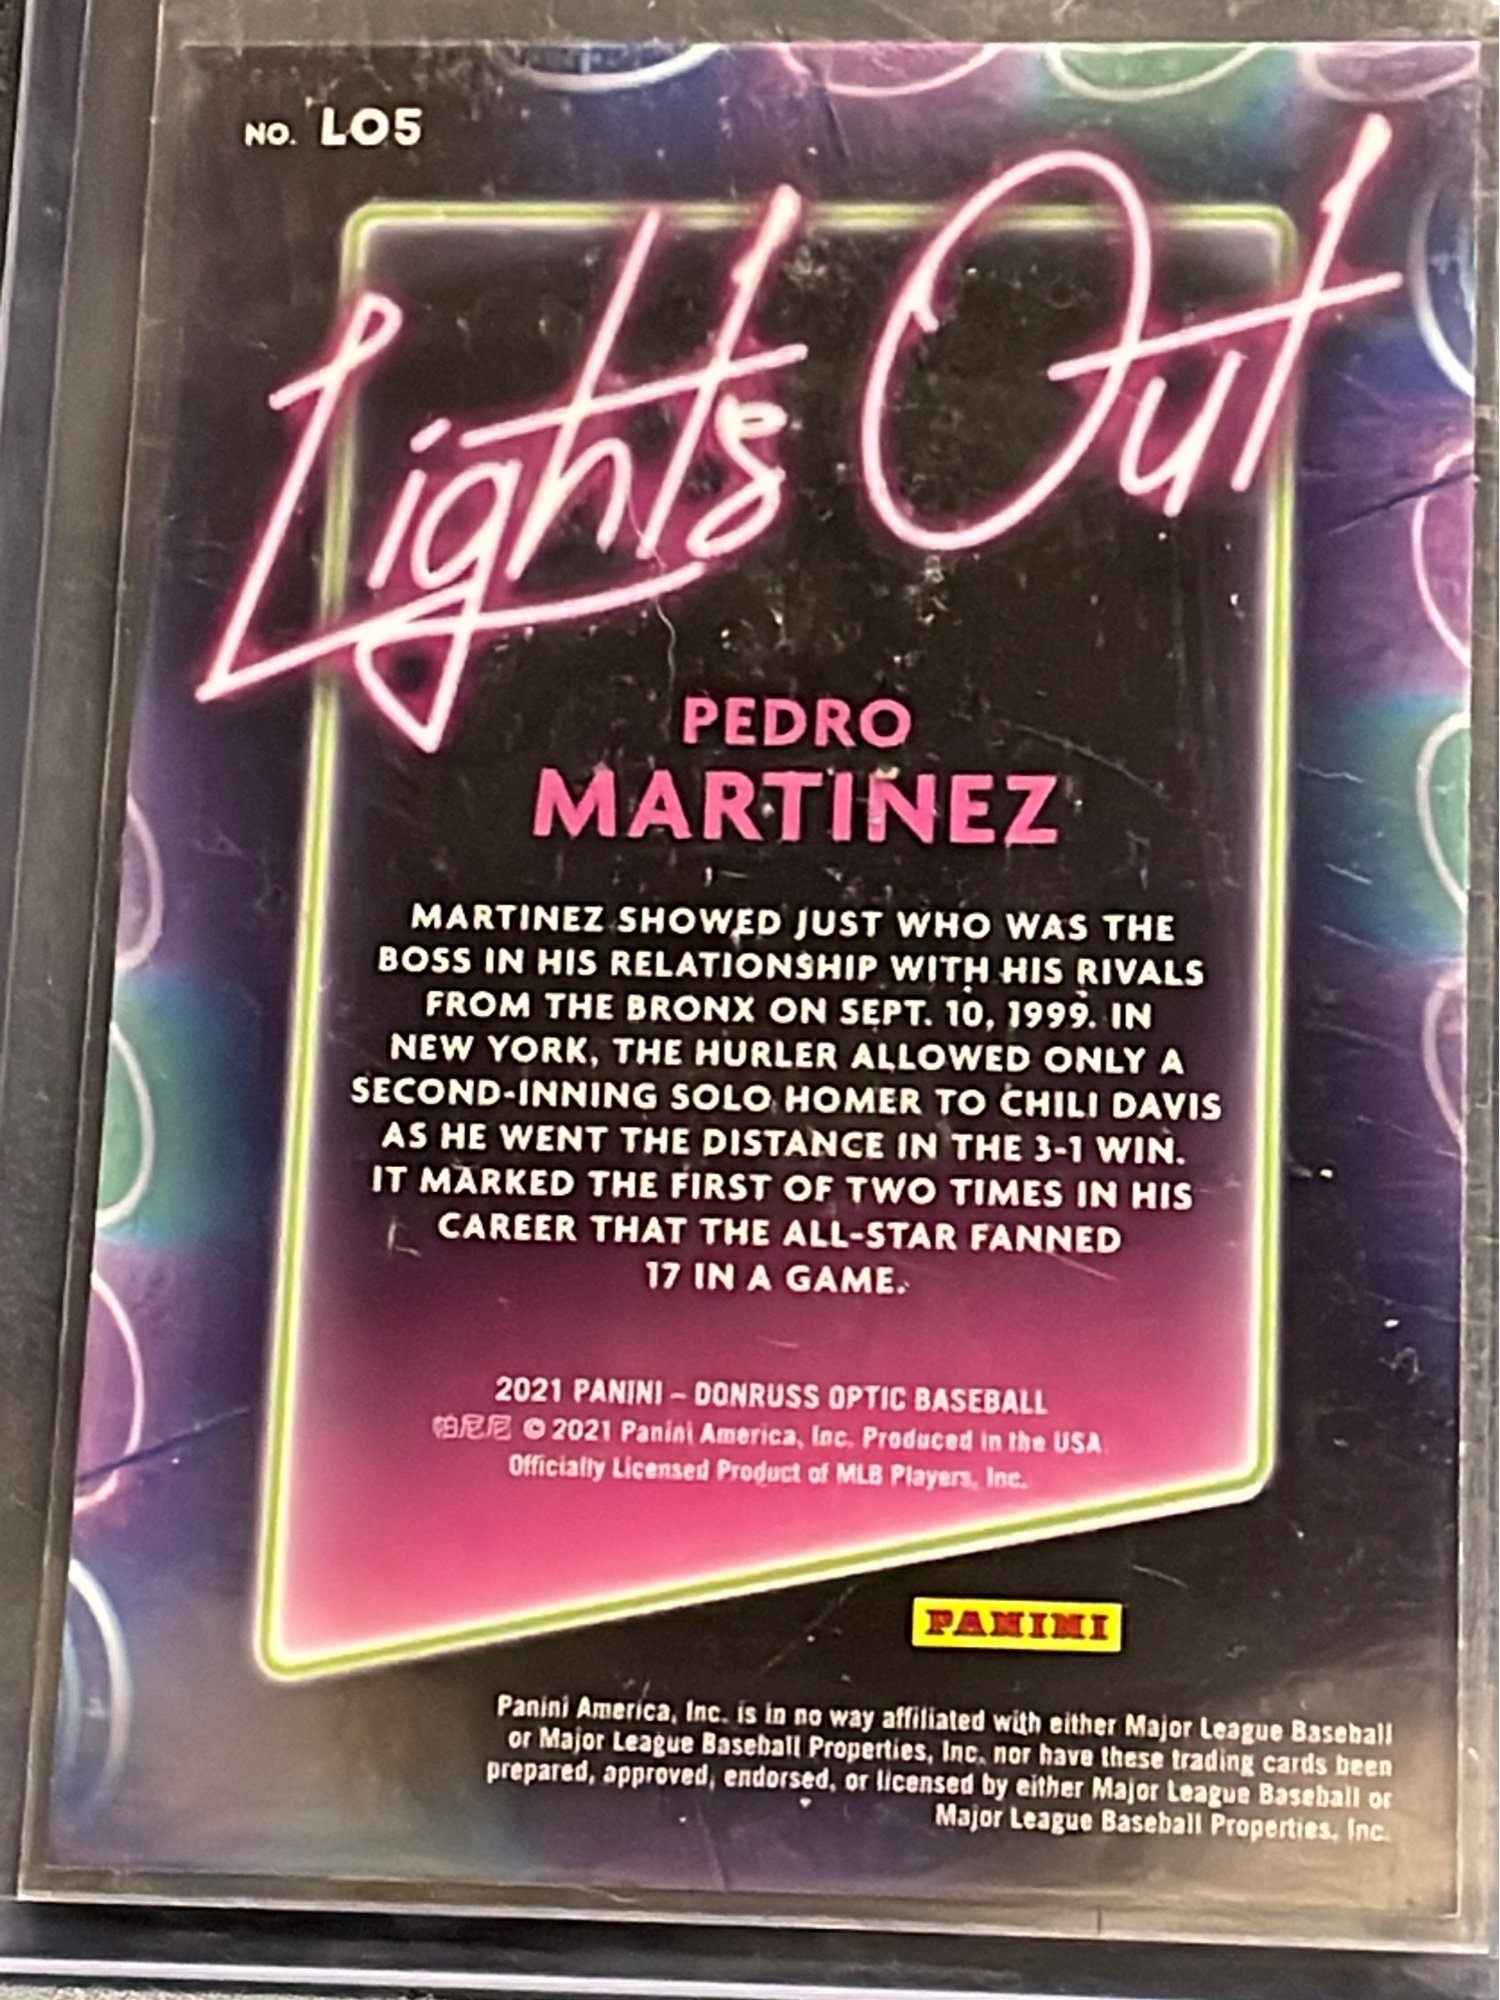 NO. LO5
Lights Out
PEDRO
MARTINEZ
MARTINEZ SHOWED JUST WHO WAS THE
BOSS IN HIS RELATIONSHIP WITH HIS RIVALS
FROM THE BRONX ON SEPT. 10, 1999. IN
NEW YORK, THE HURLER ALLOWED ONLY A
SECOND-INNING SOLO HOMER TO CHILI DAVIS
AS HE WENT THE DISTANCE IN THE 3-1 WIN.
IT MARKED THE FIRST OF TWO TIMES IN HIS
CAREER THAT THE ALL-STAR FANNED
17 IN A GAME.
2021 PANINI – DONRUSS OPTIC BASEBALL
帕尼尼 © 2021 Panini America, Inc. Produced in the USA
Officially Licensed Product of MLB Players, Inc.
PANINI
Panini America, Inc. is in no way affiliated with either Major League Baseball
or Major League Baseball Properties, Inc. nor have these trading cards been
prepared, approved, endorsed, or licensed by either Major League Baseball or
Major League Baseball Properties, Inc.